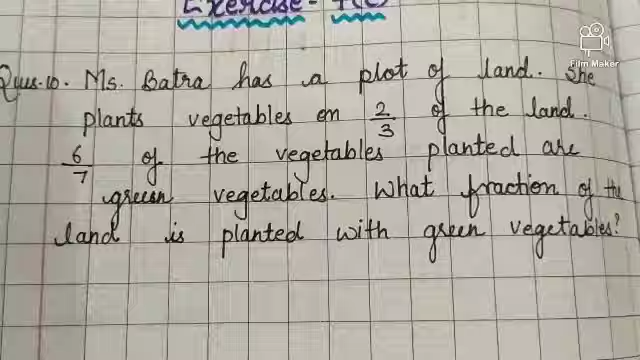 Exercise-
Film Maker
Ques.10. Ms. Batra has a plot of land. She
plants vegetables on 2/3 of the land.
6/7 of the vegetables planted are
green vegetables. What fraction of the
land is planted with green vegetables?